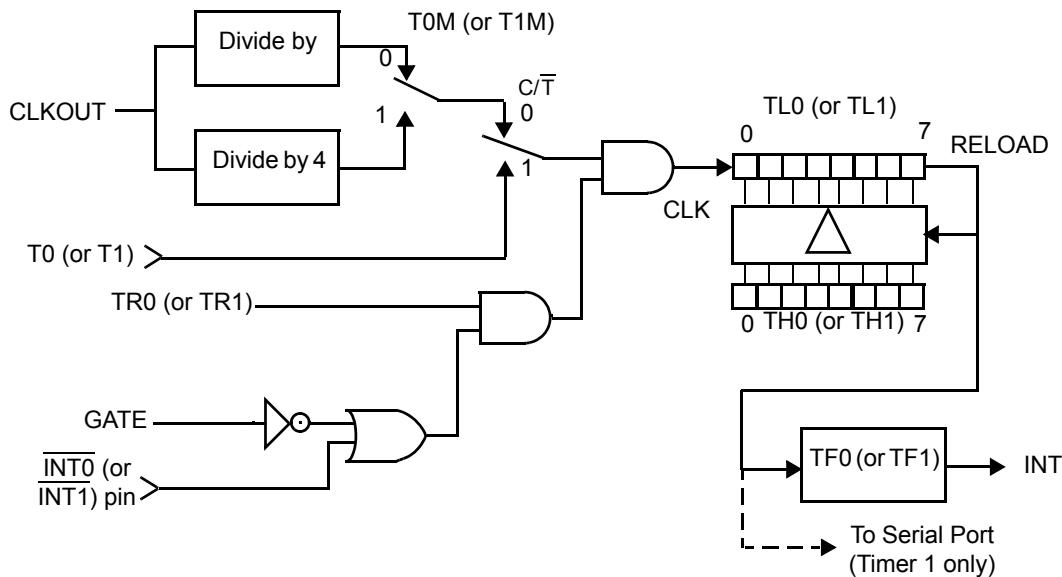 T0M (or T1M)
Divide by
0
C/T̅
0
CLKOUT
1
Divide by 4
1
TL0 (or TL1)
0
7
RELOAD
CLK
T0 (or T1)
TR0 (or TR1)
0
TH0 (or TH1)
7
GATE
I̅N̅T̅0̅ (or
I̅N̅T̅1̅) pin
TF0 (or TF1)
INT
To Serial Port
(Timer 1 only)